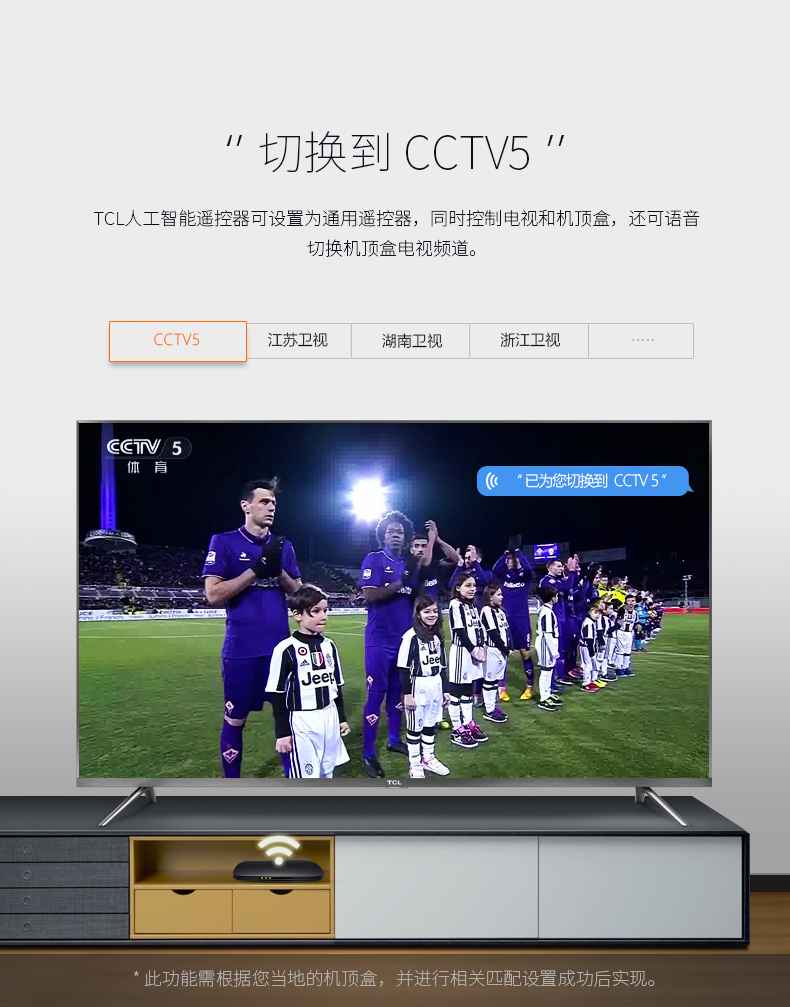 “ 切换到 CCTV5 ”
TCL人工智能遥控器可设置为通用遥控器，同时控制电视和机顶盒，还可语音
切换机顶盒电视频道。
CCTV5 江苏卫视 湖南卫视 浙江卫视 ·····
CCTV 5
体 育
“ 已为您切换到 CCTV 5 ”
Jeep
Jeep
TCL
* 此功能需根据您当地的机顶盒，并进行相关匹配设置成功后实现。